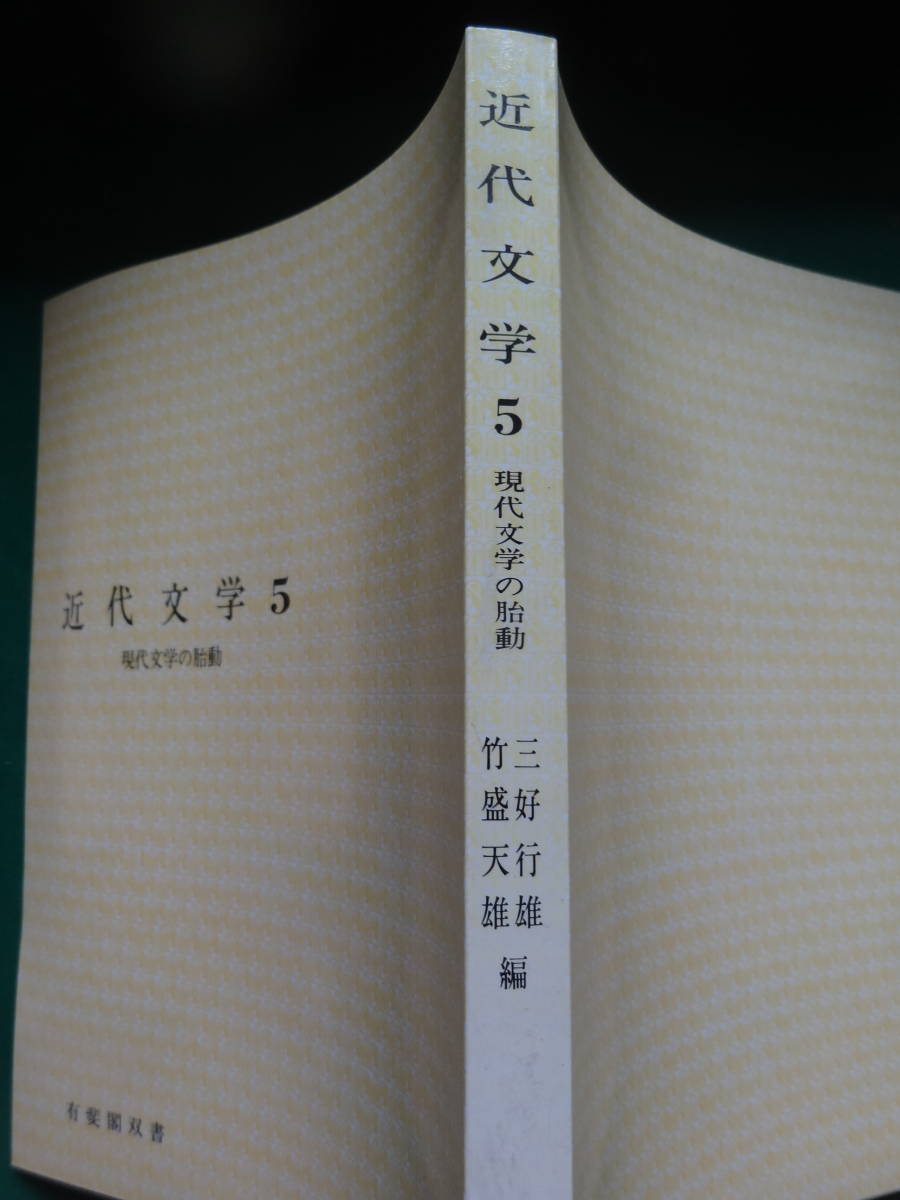 近代文学5
現代文学の胎動
三好行雄
竹盛天雄
編
近代文学5
現代文学の胎動
有斐閣双書